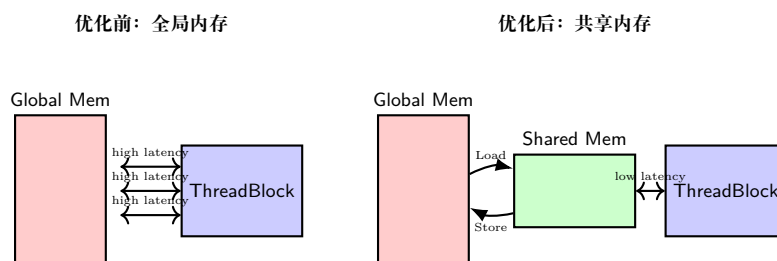 优化前：全局内存
Global Mem
high latency
high latency
high latency
ThreadBlock
优化后：共享内存
Global Mem
Load
Store
Shared Mem
low latency
ThreadBlock